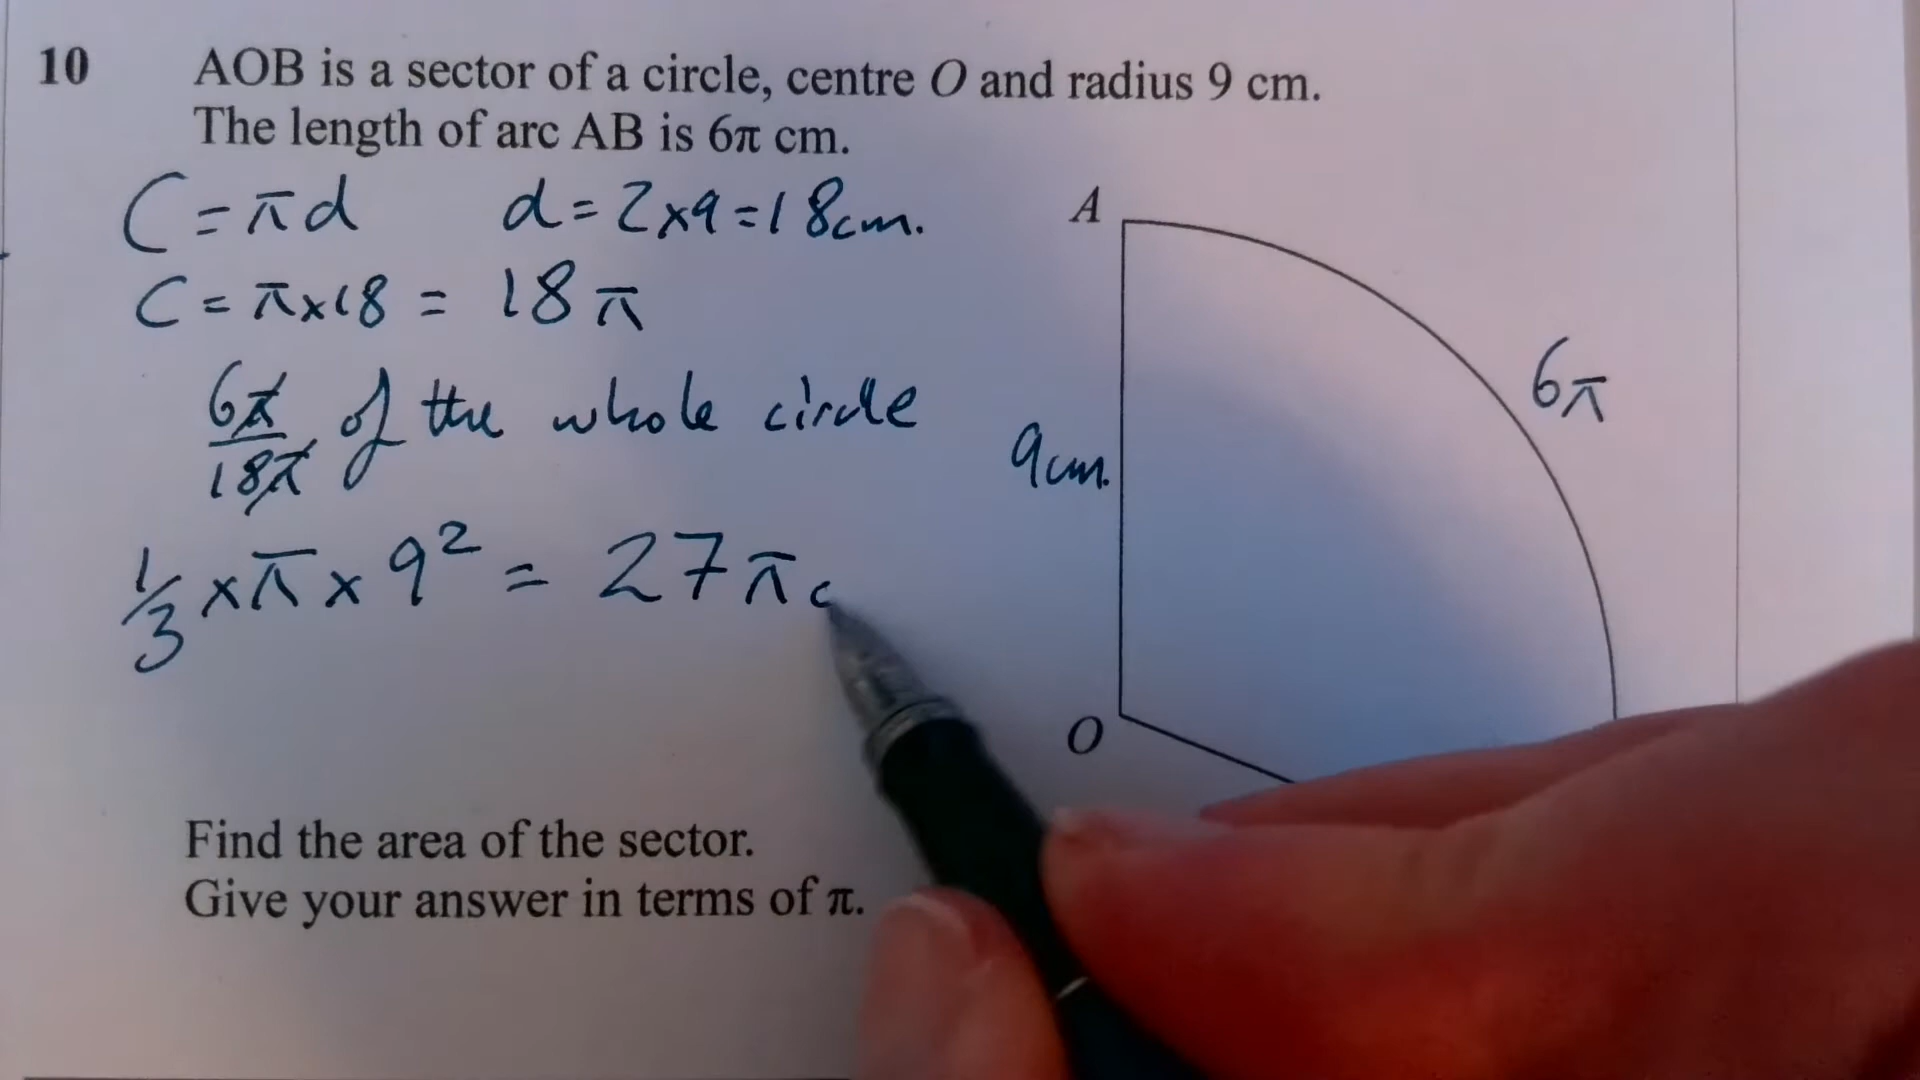 10 AOB is a sector of a circle, centre O and radius 9 cm.
The length of arc AB is 6π cm.
C = πd d = 2×9 = 18cm.
C = π×18 = 18π
6π/18π of the whole circle
1/3 × π × 9² = 27π c
A
6π
9cm.
O
Find the area of the sector.
Give your answer in terms of π.